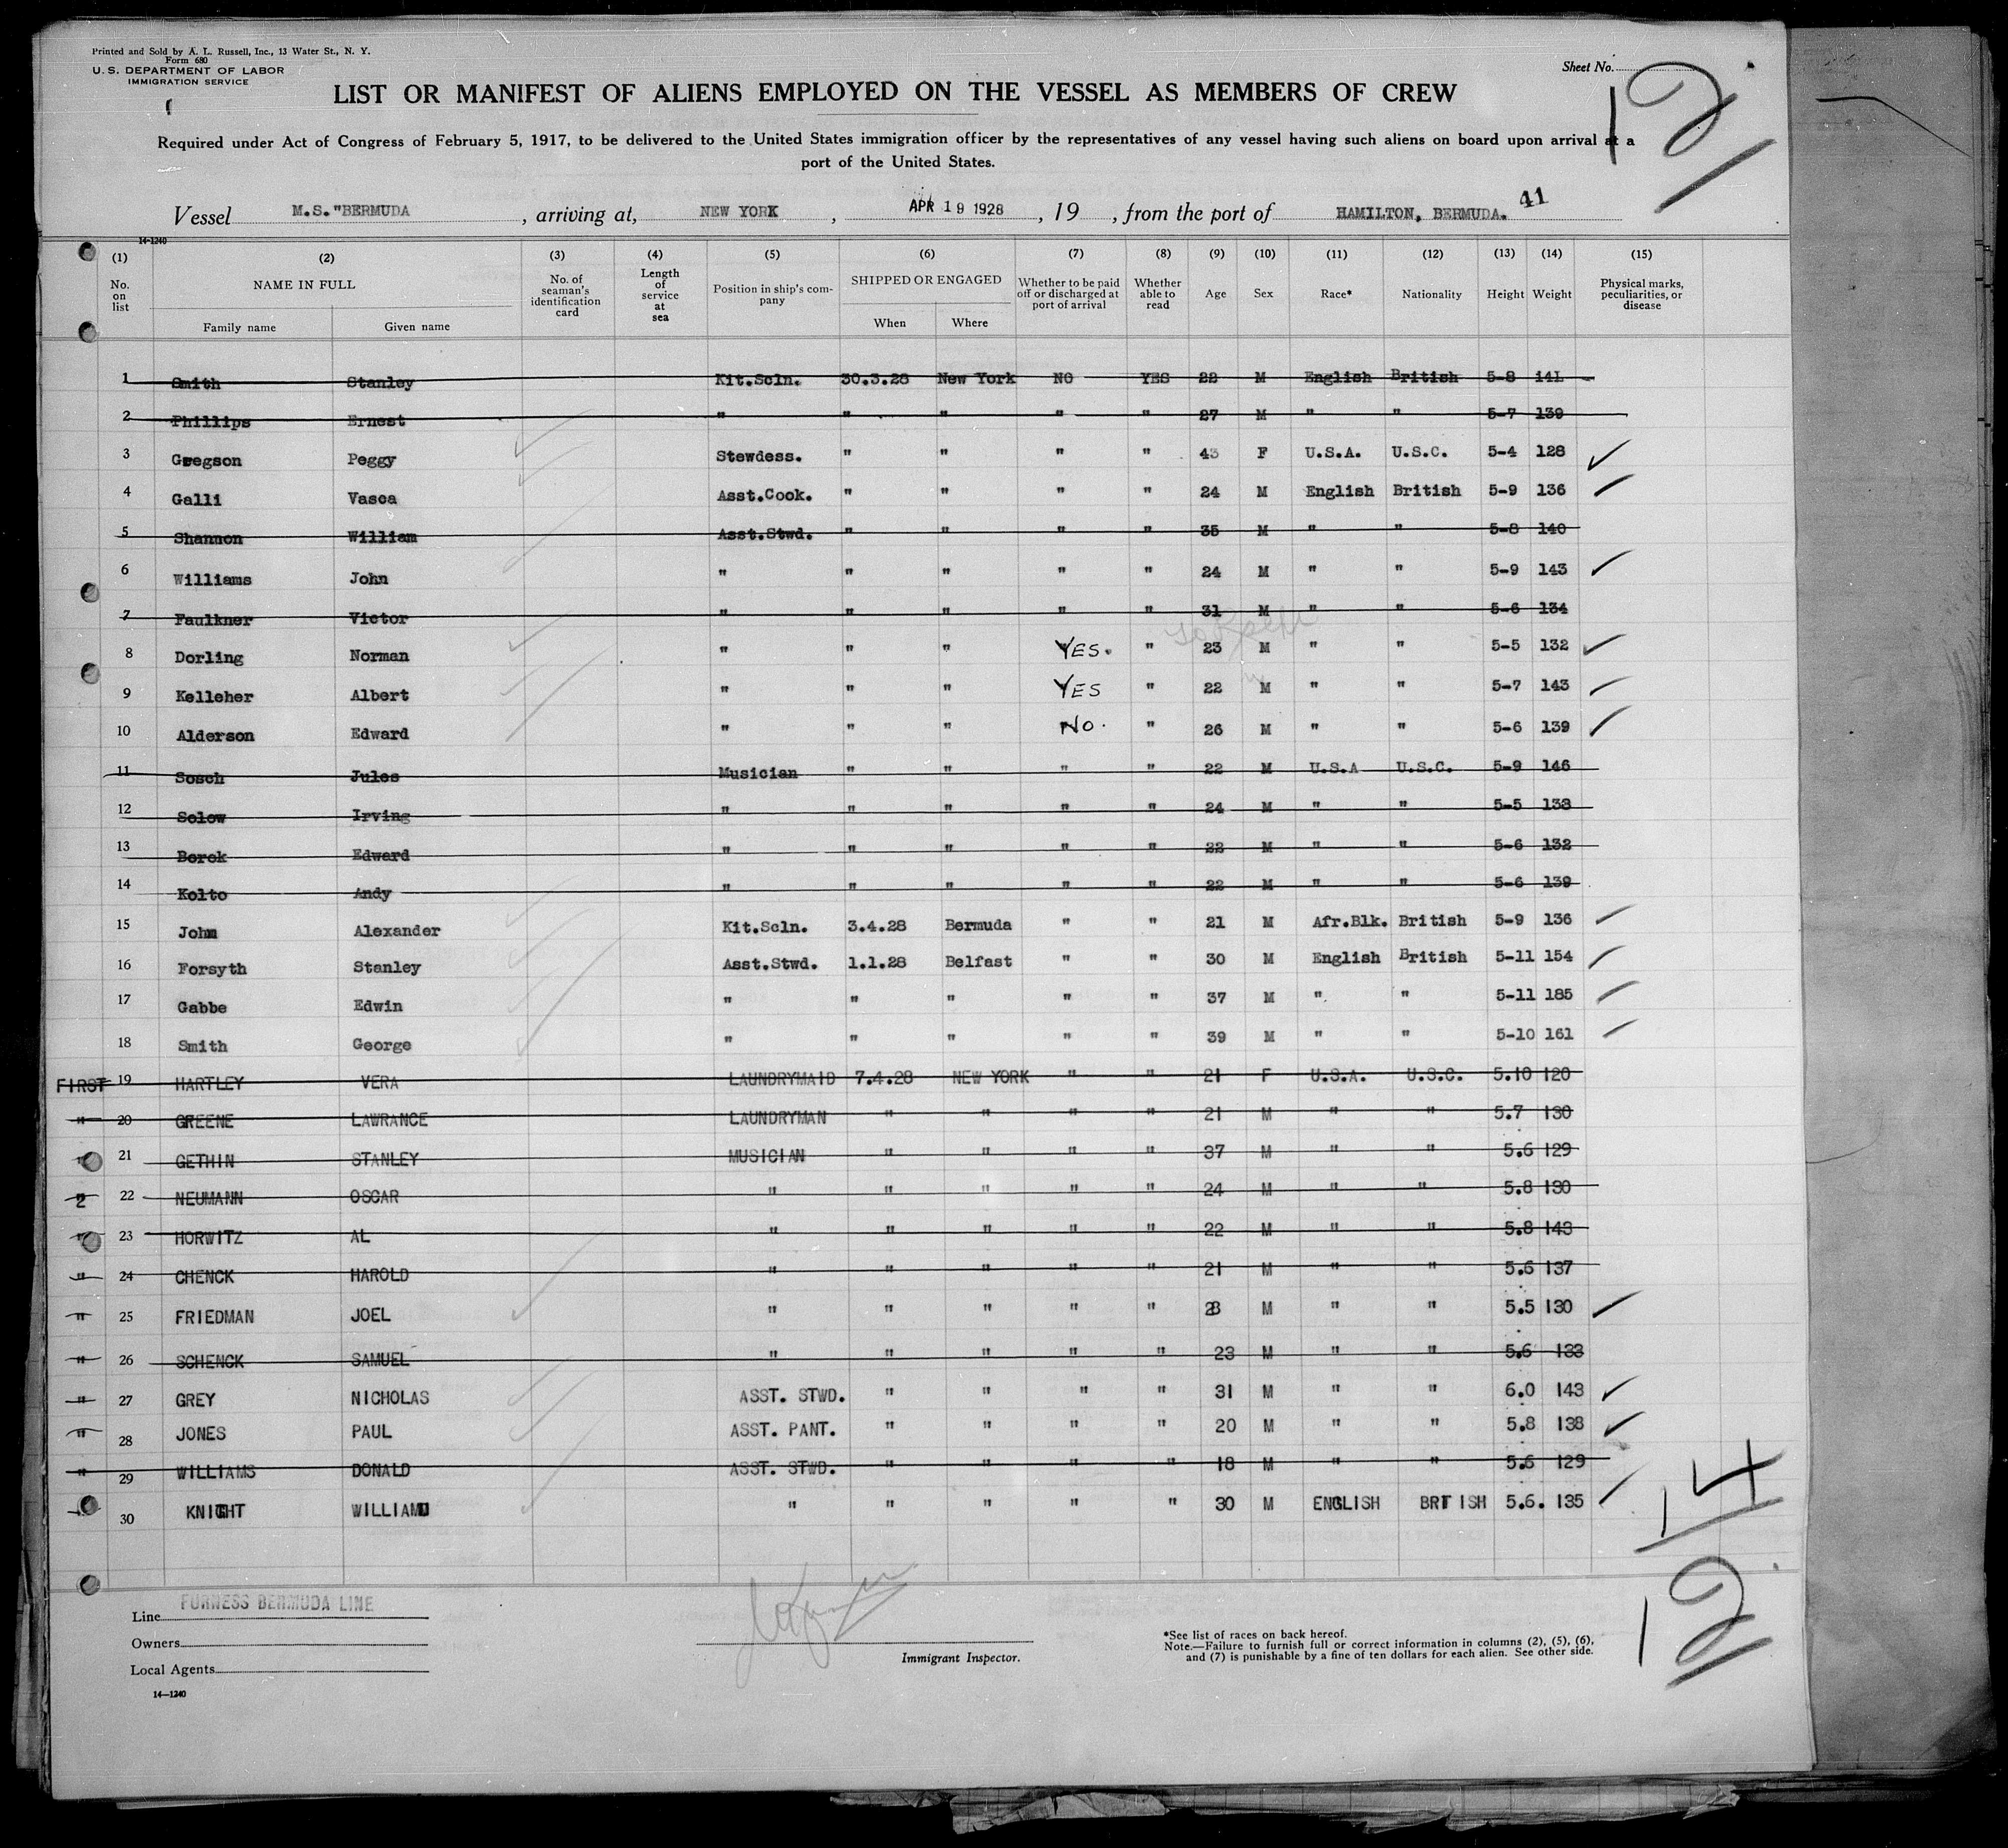 Printed and Sold by A. L. Russell, Inc., 13 Water St., N. Y.
Form 680
U. S. DEPARTMENT OF LABOR
IMMIGRATION SERVICE
Sheet No.
LIST OR MANIFEST OF ALIENS EMPLOYED ON THE VESSEL AS MEMBERS OF CREW
Required under Act of Congress of February 5, 1917, to be delivered to the United States immigration officer by the representatives of any vessel having such aliens on board upon arrival at a
port of the United States.
Vessel M.S."BERMUDA , arriving at, NEW YORK , APR 19 1928 , 19 , from the port of HAMILTON, BERMUDA. 41
14-1240
(1) (2) (3) (4) (5) (6) (7) (8) (9) (10) (11) (12) (13) (14) (15)
No. on list NAME IN FULL Family name Given name No. of seaman's identification card Length of service at sea Position in ship's company SHIPPED OR ENGAGED When Where Whether to be paid off or discharged at port of arrival Whether able to read Age Sex Race* Nationality Height Weight Physical marks, peculiarities, or disease
1 Smith Stanley Kit.Scln. 30.3.28 New York NO YES 22 M English British 5-8 14L
2 Phillips Ernest " " " " " 27 M " " 5-7 139
3 Gregson Peggy Stewdess. " " " " 43 F U.S.A. U.S.C. 5-4 128
4 Galli Vasca Asst.Cook. " " " " 24 M English British 5-9 136
5 Shannon William Asst.Stwd. " " " " 35 M " " 5-8 140
6 Williams John " " " " " 24 M " " 5-9 143
7 Faulkner Victor " " " " " 31 M " " 5-6 134
8 Dorling Norman " " " YES. " 23 M " " 5-5 132
9 Kelleher Albert " " " YES " 22 M " " 5-7 143
10 Alderson Edward " " " NO. " 26 M " " 5-6 139
11 Sosch Jules Musician " " " " 22 M U.S.A U.S.C. 5-9 146
12 Solow Irving " " " " " 24 M " " 5-5 138
13 Borok Edward " " " " " 22 M " " 5-6 132
14 Kolto Andy " " " " " 22 M " " 5-6 139
15 John Alexander Kit.Scln. 3.4.28 Bermuda " " 21 M Afr.Blk. British 5-9 136
16 Forsyth Stanley Asst.Stwd. 1.1.28 Belfast " " 30 M English British 5-11 154
17 Gabbe Edwin " " " " " 37 M " " 5-11 185
18 Smith George " " " " " 39 M " " 5-10 161
FIRST 19 HARTLEY VERA LAUNDRYMAID 7.4.28 NEW YORK " " 21 F U.S.A. U.S.C. 5.10 120
" 20 GREENE LAWRANCE LAUNDRYMAN " " " " 21 M " " 5.7 130
" 21 GETHIN STANLEY MUSICIAN " " " " 37 M " " 5.6 129
2 22 NEUMANN OSCAR " " " " " 24 M " " 5.8 130
" 23 HORWITZ AL " " " " " 22 M " " 5.8 143
" 24 CHENCK HAROLD " " " " " 21 M " " 5.6 137
" 25 FRIEDMAN JOEL " " " " " 28 M " " 5.5 130
" 26 SCHENCK SAMUEL " " " " " 23 M " " 5.6 133
" 27 GREY NICHOLAS ASST. STWD. " " " " 31 M " " 6.0 143
" 28 JONES PAUL ASST. PANT. " " " " 20 M " " 5.8 138
" 29 WILLIAMS DONALD ASST. STWD. " " " " 18 M " " 5.6 129
30 KNIGHT WILLIAM " " " " " 30 M ENGLISH BRITISH 5.6. 135
Line FURNESS BERMUDA LINE
Owners
Local Agents
14—1240
Immigrant Inspector.
*See list of races on back hereof.
Note.—Failure to furnish full or correct information in columns (2), (5), (6),
and (7) is punishable by a fine of ten dollars for each alien. See other side.